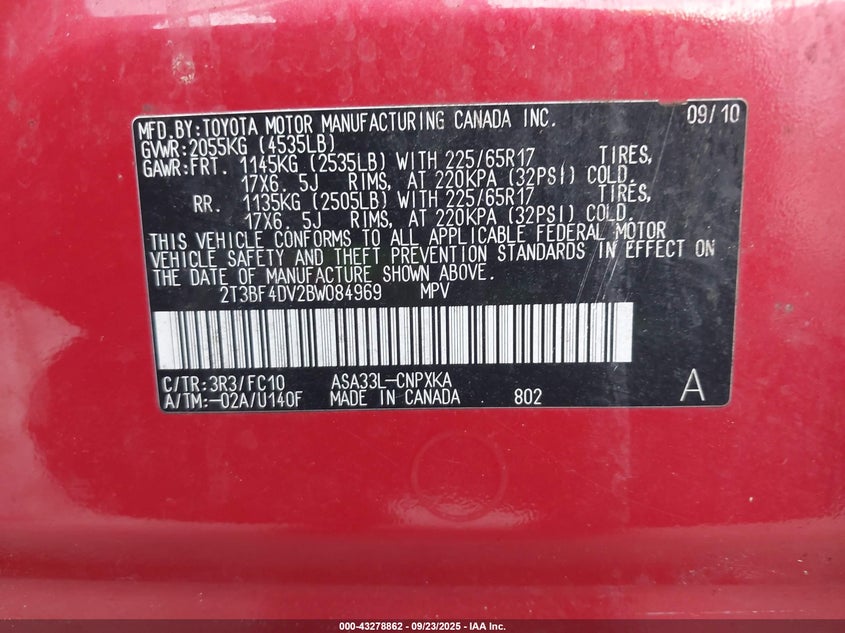 MFD.BY:TOYOTA MOTOR MANUFACTURING CANADA INC. 09/10
GVWR:2055KG (4535LB)
GAWR:FRT. 1145KG (2535LB) WITH 225/65R17 TIRES,
17X6. 5J RIMS, AT 220KPA (32PSI) COLD.
RR. 1135KG (2505LB) WITH 225/65R17 TIRES,
17X6. 5J RIMS, AT 220KPA (32PSI) COLD.
THIS VEHICLE CONFORMS TO ALL APPLICABLE FEDERAL MOTOR
VEHICLE SAFETY AND THEFT PREVENTION STANDARDS IN EFFECT ON
THE DATE OF MANUFACTURE SHOWN ABOVE.
2T3BF4DV2BW084969 MPV
C/TR:3R3/FC10 ASA33L-CNPXKA
A/TM:-02A/U140F MADE IN CANADA 802 A
000-43278862 - 09/23/2025 - IAA Inc.